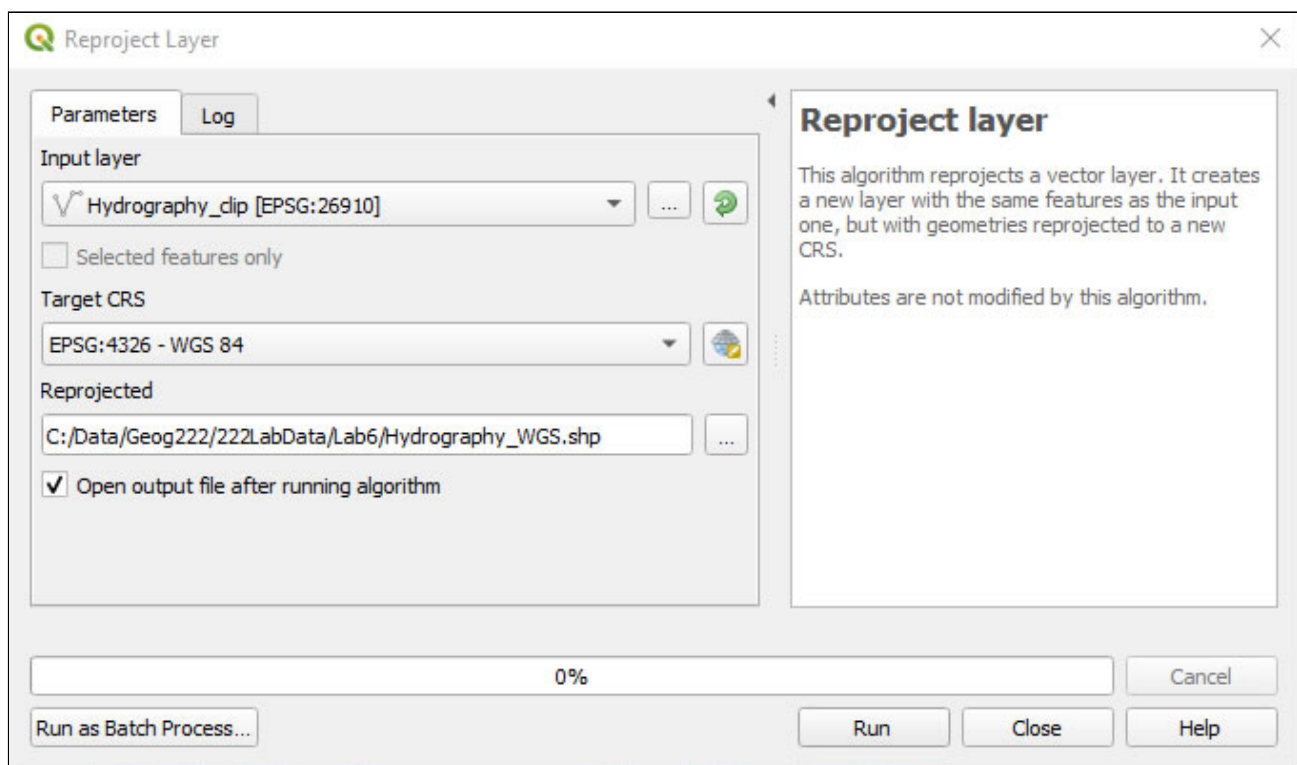 Reproject Layer
Parameters
Log
Input layer
Hydrography_clip [EPSG:26910]
...
Selected features only
Target CRS
EPSG:4326 - WGS 84
Reprojected
C:/Data/Geog222/222LabData/Lab6/Hydrography_WGS.shp
...
Open output file after running algorithm
Reproject layer
This algorithm reprojects a vector layer. It creates
a new layer with the same features as the input
one, but with geometries reprojected to a new
CRS.
Attributes are not modified by this algorithm.
0%
Cancel
Run as Batch Process...
Run
Close
Help